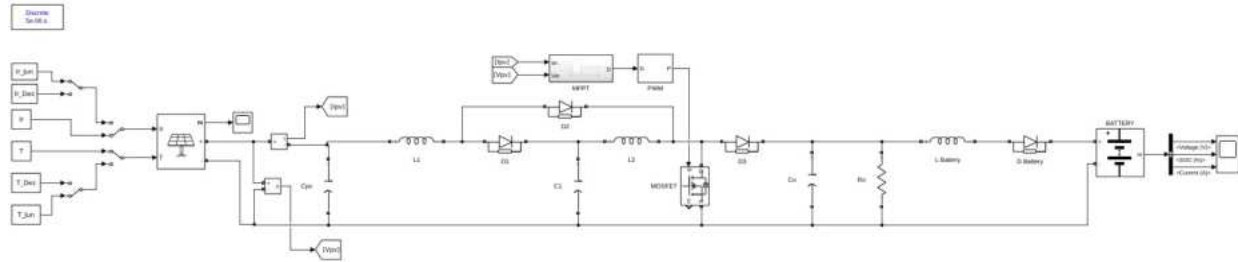 Discrete
5e-06 s.
Ir_Jun
Ir_Dec
Ir
T
T_Dec
T_Jun
[Ipv]
[Vpv]
[Ipv]
[Vpv]
MPPT
D
PWM
P
D2
L1
D1
L2
D3
Cpv
C1
MOSFET
Co
Ro
L Battery
D Battery
BATTERY
m
<Voltage (V)>
<SOC (%)>
<Current (A)>